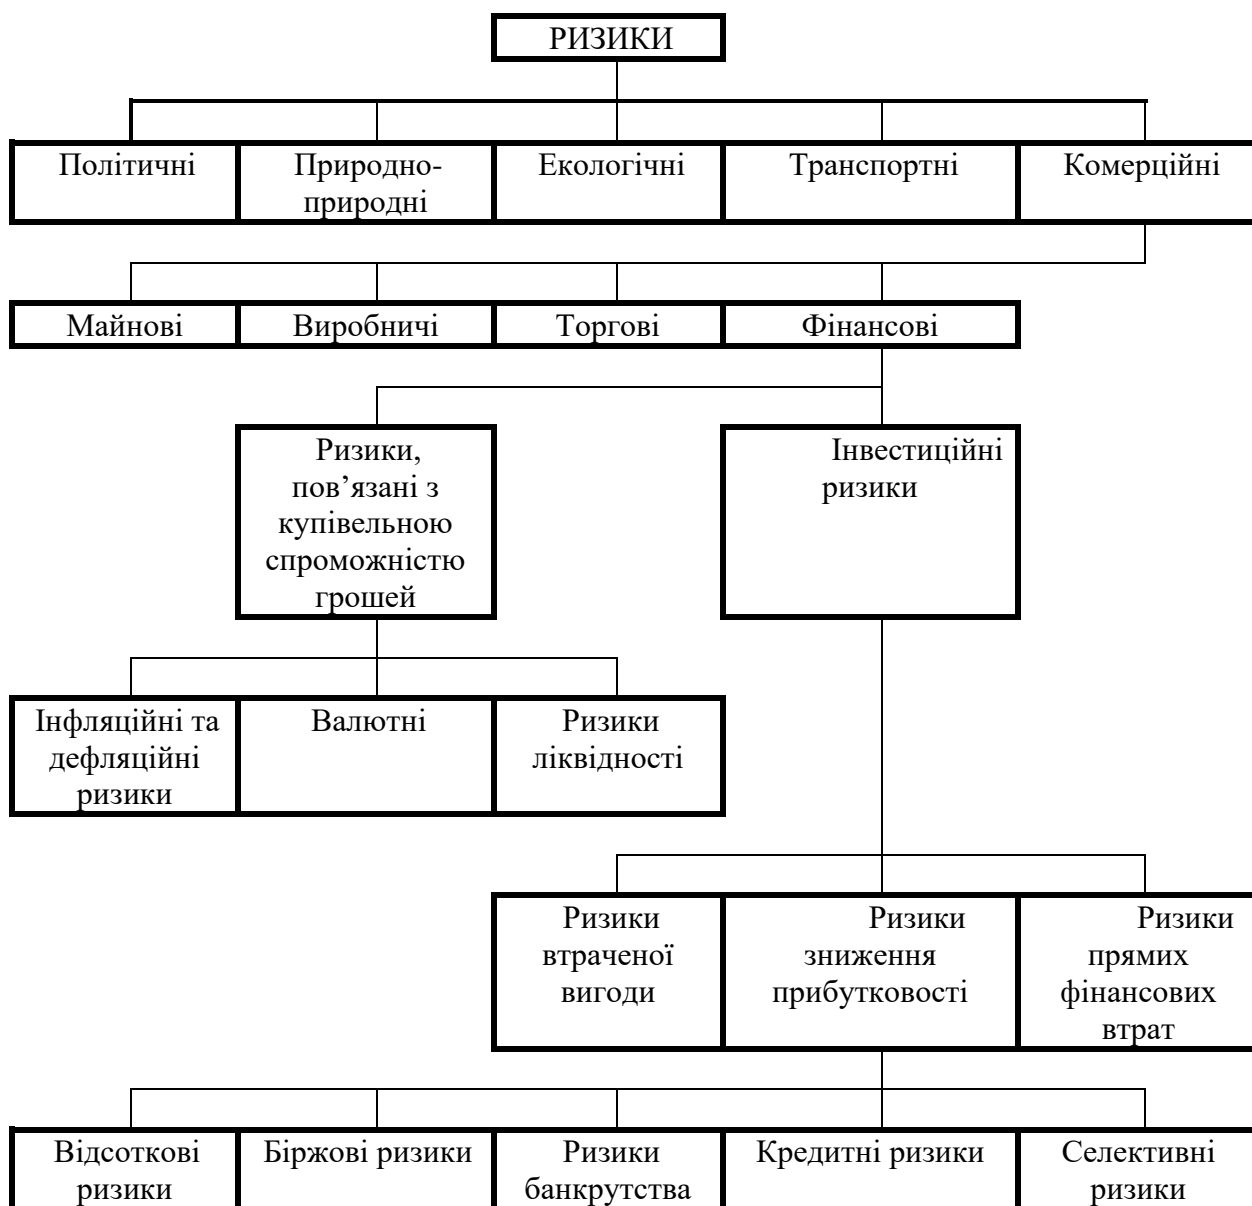 РИЗИКИ
Політичні
Природно-
природні
Екологічні
Транспортні
Комерційні
Майнові
Виробничі
Торгові
Фінансові
Ризики,
пов’язані з
купівельною
спроможністю
грошей
Інвестиційні
ризики
Інфляційні та
дефляційні
ризики
Валютні
Ризики
ліквідності
Ризики
втраченої
вигоди
Ризики
зниження
прибутковості
Ризики
прямих
фінансових
втрат
Відсоткові
ризики
Біржові ризики
Ризики
банкрутства
Кредитні ризики
Селективні
ризики